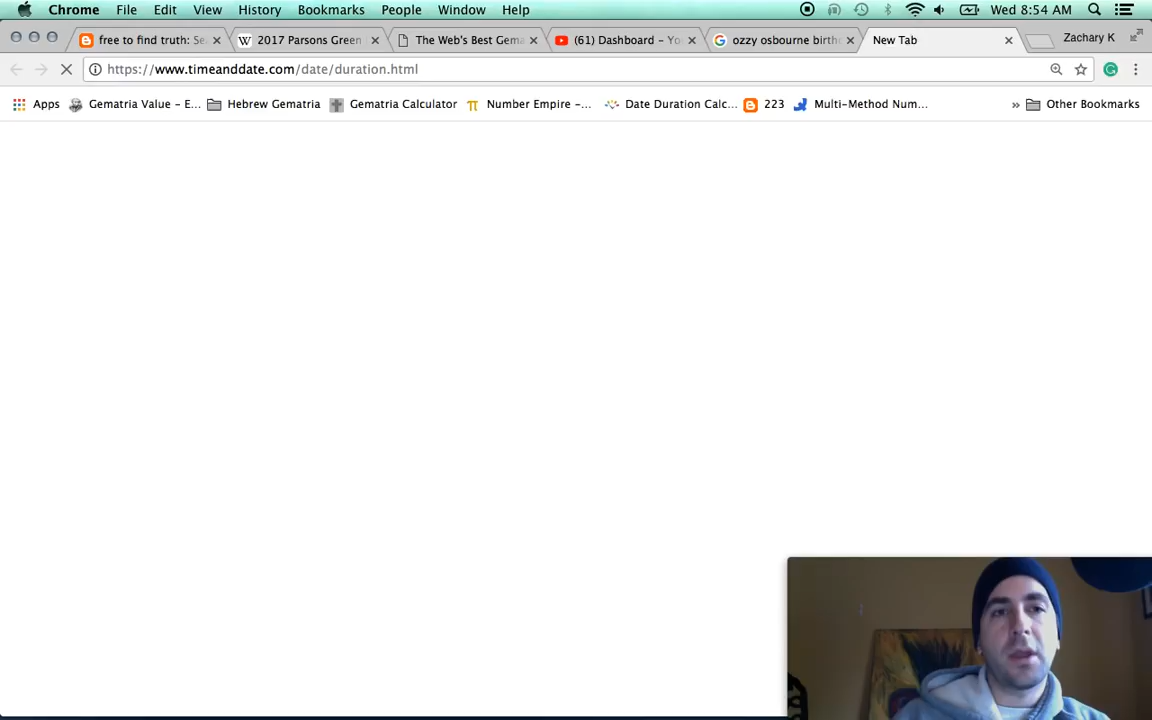 Chrome File Edit View History Bookmarks People Window Help Wed 8:54 AM
free to find truth: Se 2017 Parsons Green The Web's Best Gema (61) Dashboard - Yo ozzy osbourne birth New Tab Zachary K
https://www.timeanddate.com/date/duration.html
Apps Gematria Value - E... Hebrew Gematria Gematria Calculator Number Empire -... Date Duration Calc... 223 Multi-Method Num... » Other Bookmarks